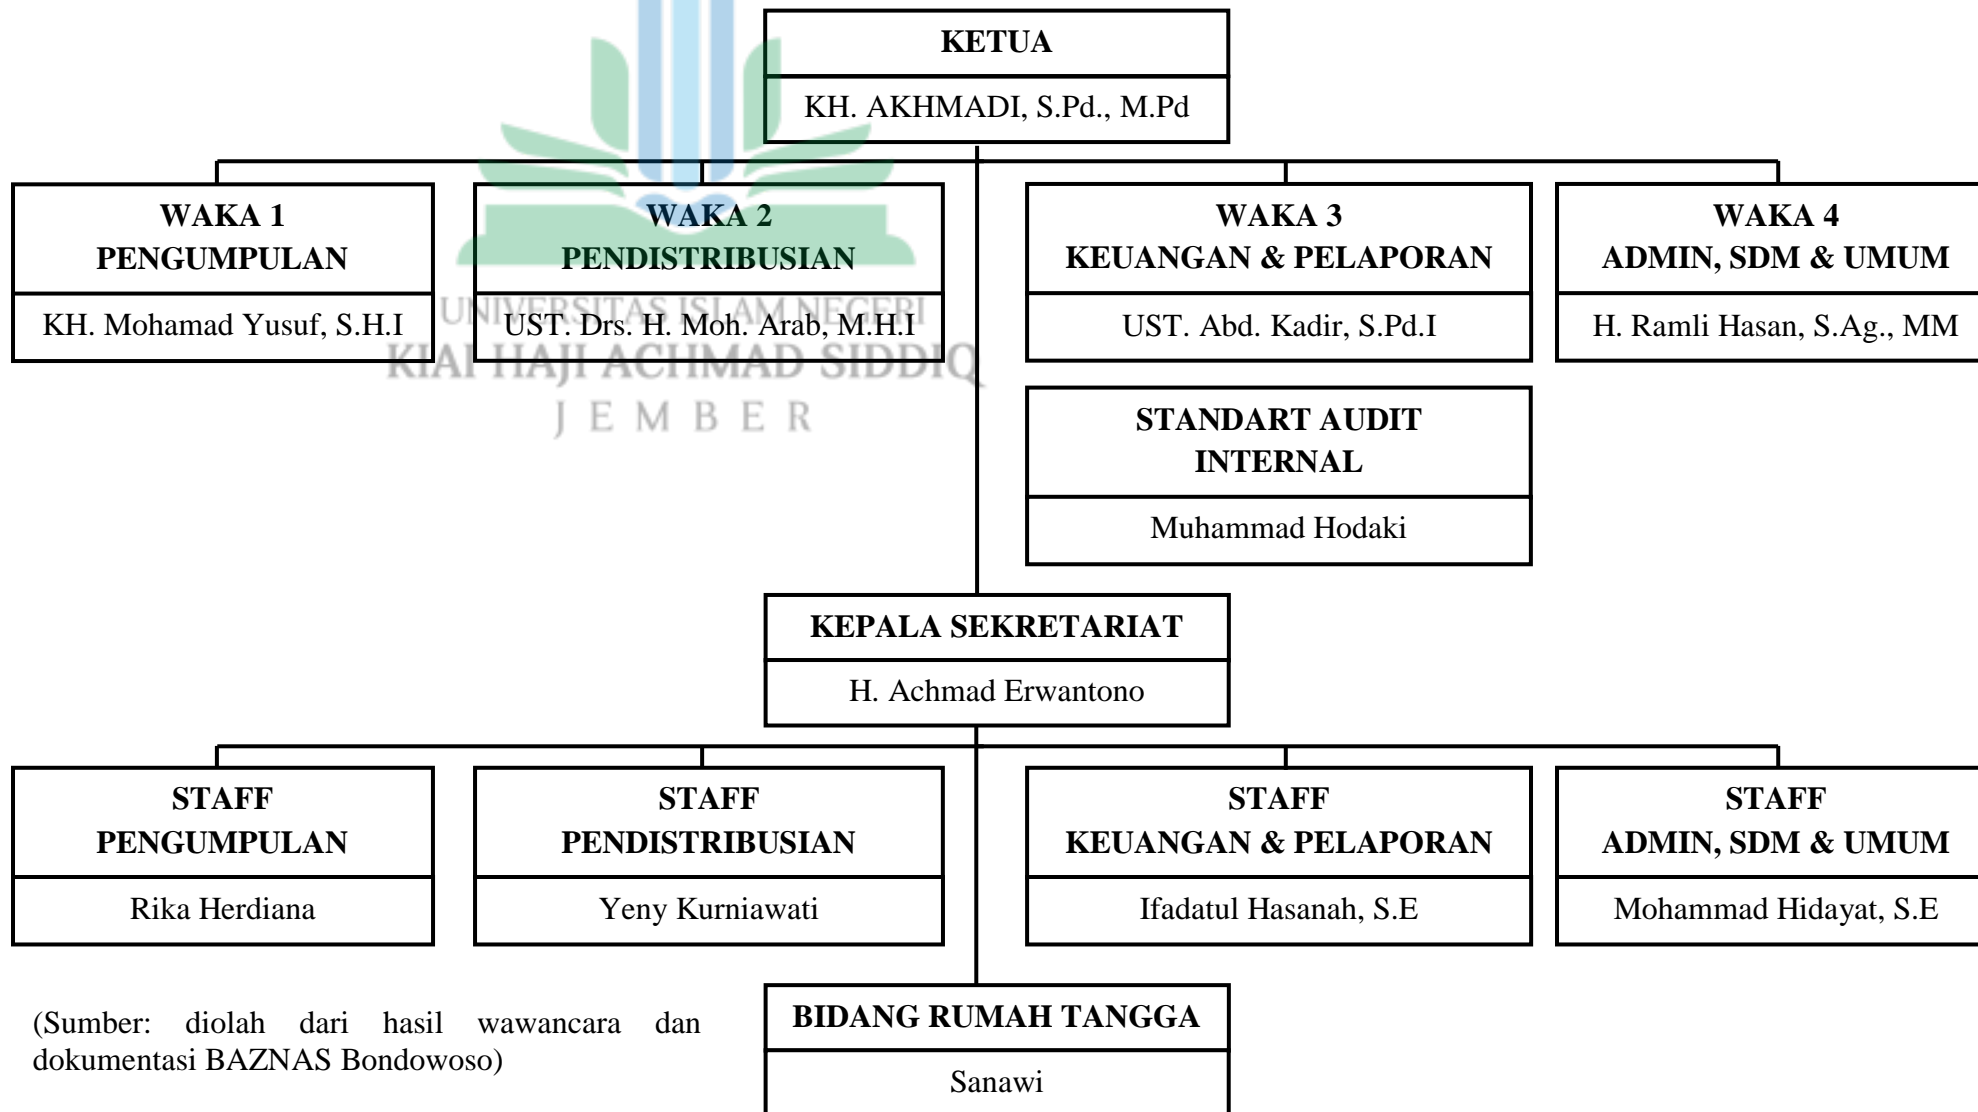 KETUA
KH. AKHMADI, S.Pd., M.Pd
WAKA 1
PENGUMPULAN
KH. Mohamad Yusuf, S.H.I
WAKA 2
PENDISTRIBUSIAN
UST. Drs. H. Moh. Arab, M.H.I
WAKA 3
KEUANGAN & PELAPORAN
UST. Abd. Kadir, S.Pd.I
WAKA 4
ADMIN, SDM & UMUM
H. Ramli Hasan, S.Ag., MM
UNIVERSITAS ISLAM NEGERI
KIAI HAJI ACHMAD SIDDIQ
JEMBER
STANDART AUDIT
INTERNAL
Muhammad Hodaki
KEPALA SEKRETARIAT
H. Achmad Erwantono
STAFF
PENGUMPULAN
Rika Herdiana
STAFF
PENDISTRIBUSIAN
Yeny Kurniawati
STAFF
KEUANGAN & PELAPORAN
Ifadatul Hasanah, S.E
STAFF
ADMIN, SDM & UMUM
Mohammad Hidayat, S.E
BIDANG RUMAH TANGGA
Sanawi
(Sumber: diolah dari hasil wawancara dan
dokumentasi BAZNAS Bondowoso)